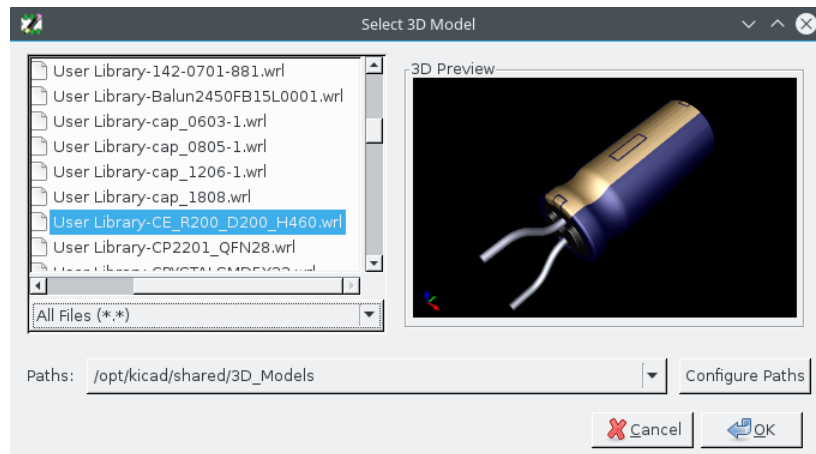 Select 3D Model
User Library-142-0701-881.wrl
User Library-Balun2450FB15L0001.wrl
User Library-cap_0603-1.wrl
User Library-cap_0805-1.wrl
User Library-cap_1206-1.wrl
User Library-cap_1808.wrl
User Library-CE_R200_D200_H460.wrl
User Library-CP2201_QFN28.wrl
All Files (*.*)
3D Preview
Paths: /opt/kicad/shared/3D_Models
Configure Paths
Cancel
OK